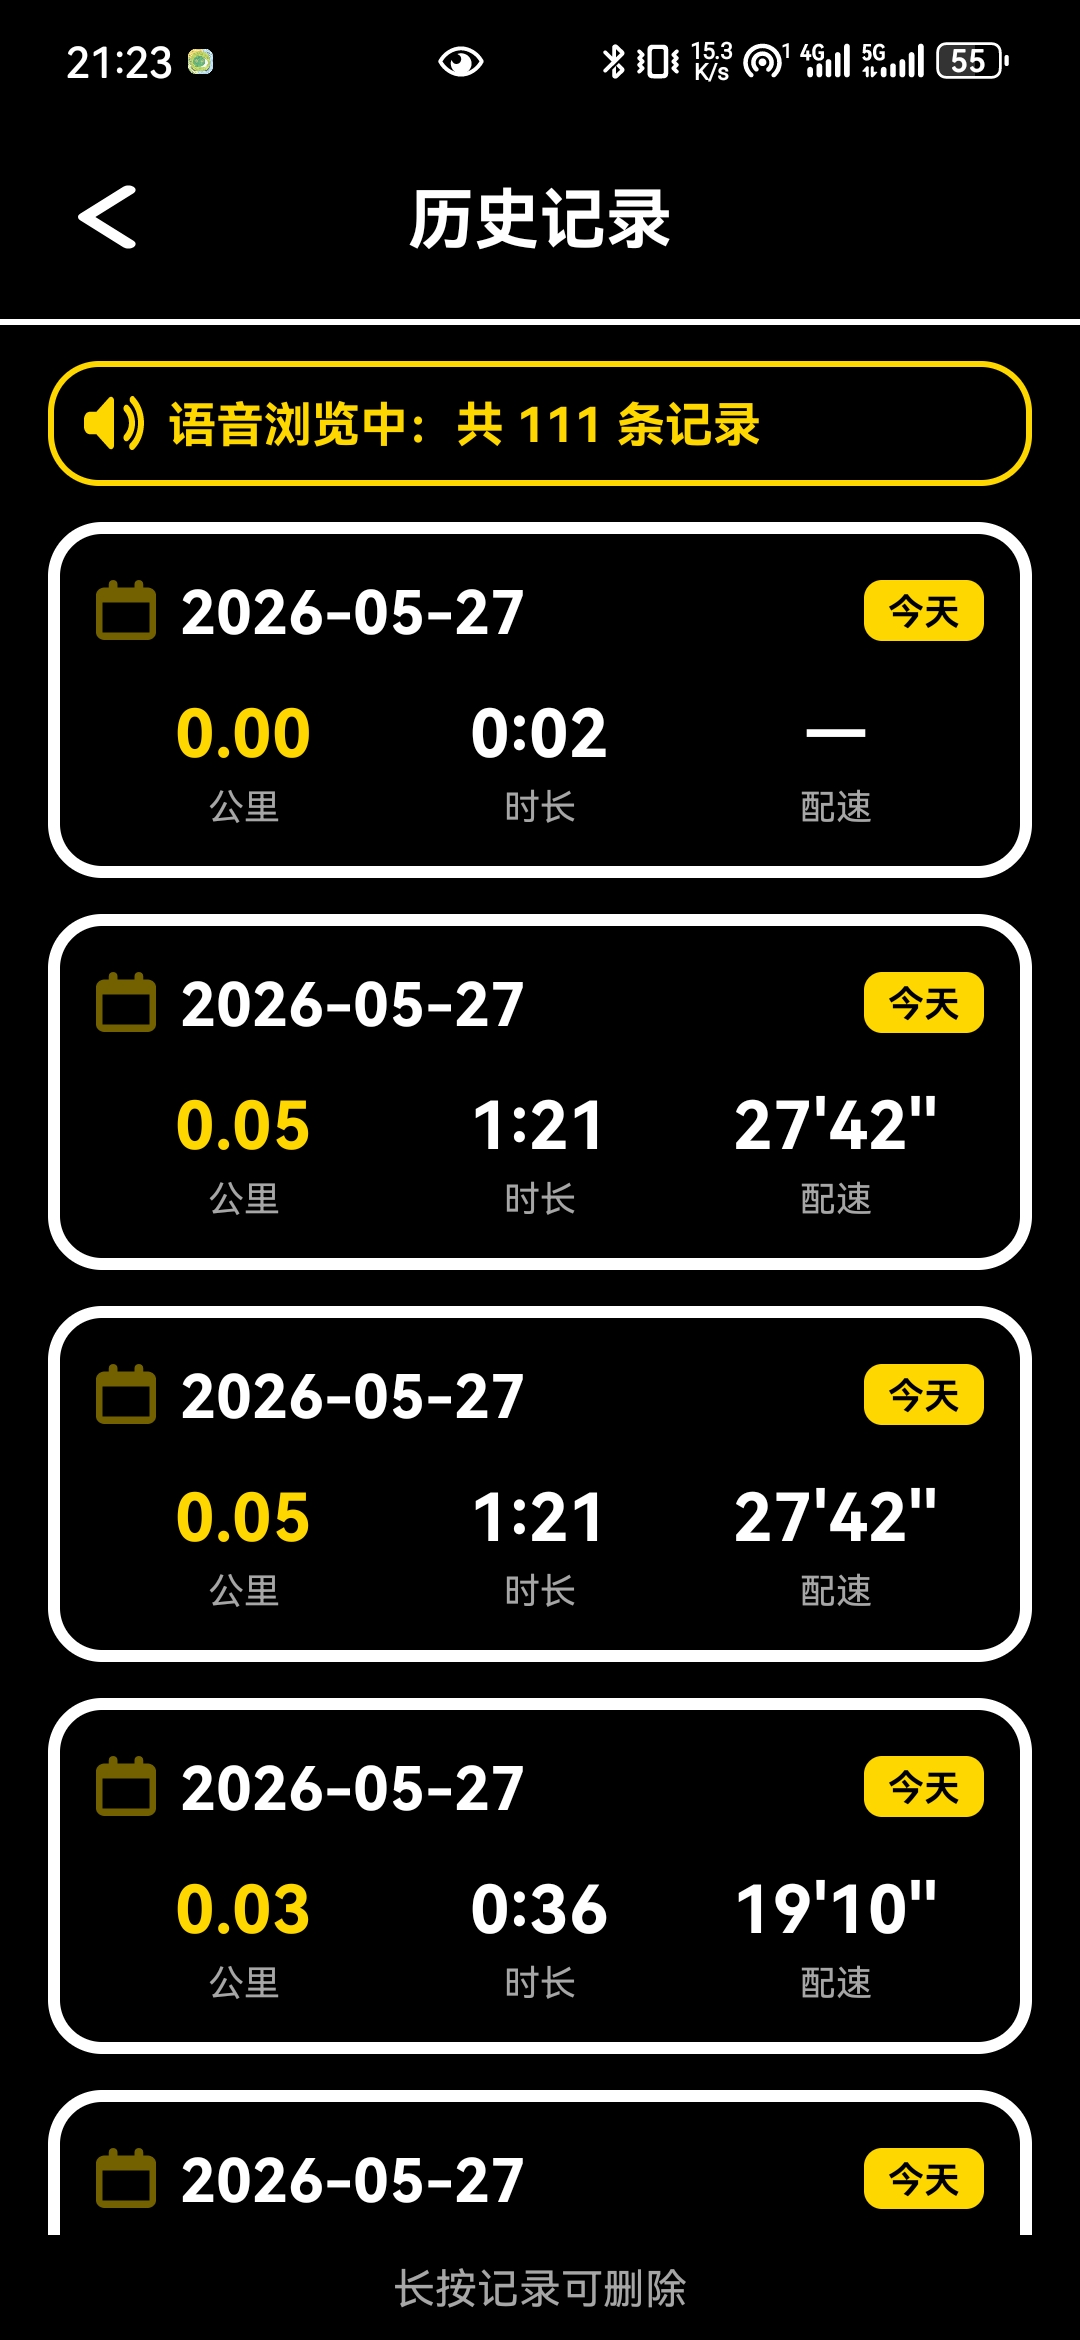 21:23 15.3 K/s 1 4G 5G 55
历史记录
语音浏览中：共 111 条记录
2026-05-27 今天
0.00 0:02 —
公里 时长 配速
2026-05-27 今天
0.05 1:21 27'42"
公里 时长 配速
2026-05-27 今天
0.05 1:21 27'42"
公里 时长 配速
2026-05-27 今天
0.03 0:36 19'10"
公里 时长 配速
2026-05-27 今天
长按记录可删除